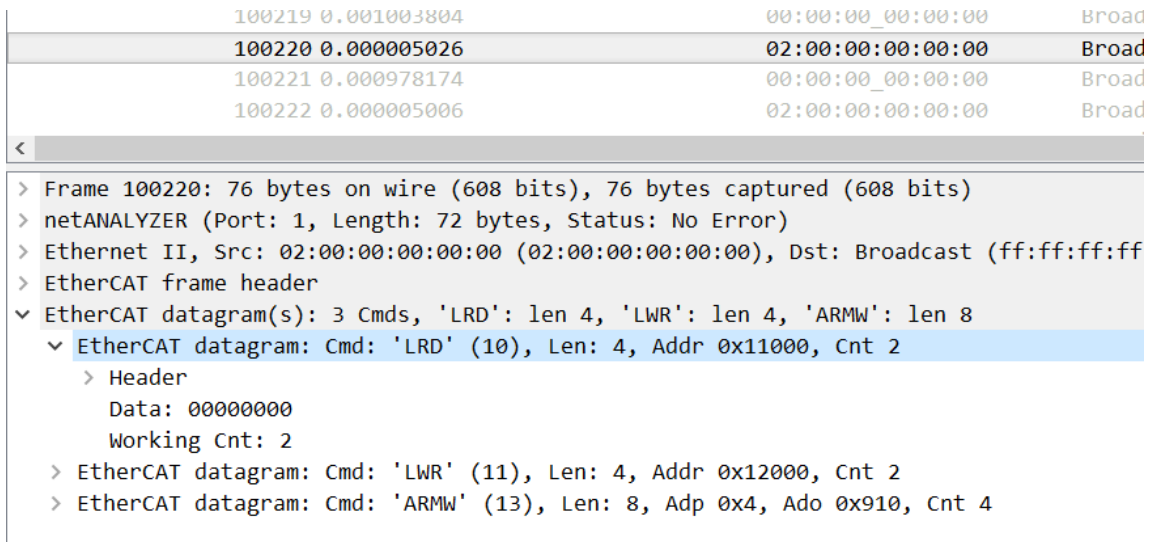 100219 0.001003804 00:00:00_00:00:00 Broad
100220 0.000005026 02:00:00:00:00:00 Broad
100221 0.000978174 00:00:00_00:00:00 Broad
100222 0.000005006 02:00:00:00:00:00 Broad
<
> Frame 100220: 76 bytes on wire (608 bits), 76 bytes captured (608 bits)
> netANALYZER (Port: 1, Length: 72 bytes, Status: No Error)
> Ethernet II, Src: 02:00:00:00:00:00 (02:00:00:00:00:00), Dst: Broadcast (ff:ff:ff:ff
> EtherCAT frame header
EtherCAT datagram(s): 3 Cmds, 'LRD': len 4, 'LWR': len 4, 'ARMW': len 8
EtherCAT datagram: Cmd: 'LRD' (10), Len: 4, Addr 0x11000, Cnt 2
> Header
Data: 00000000
Working Cnt: 2
> EtherCAT datagram: Cmd: 'LWR' (11), Len: 4, Addr 0x12000, Cnt 2
> EtherCAT datagram: Cmd: 'ARMW' (13), Len: 8, Adp 0x4, Ado 0x910, Cnt 4